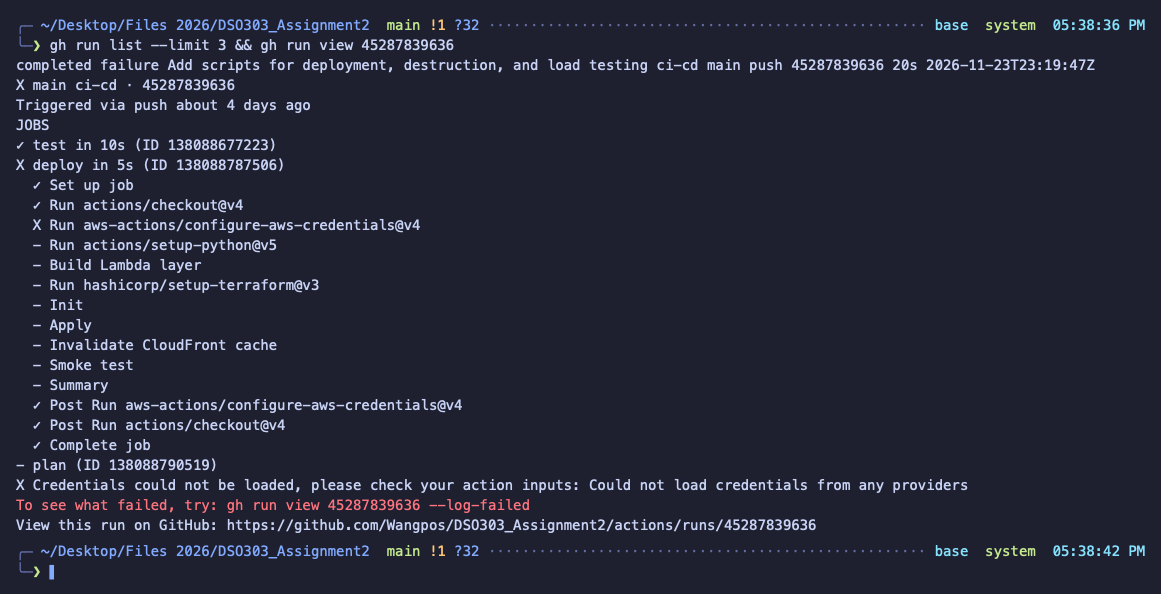 ~/Desktop/Files 2026/DSO303_Assignment2 main !1 ?32 base system 05:38:36 PM
❯ gh run list --limit 3 && gh run view 45287839636
completed failure Add scripts for deployment, destruction, and load testing ci-cd main push 45287839636 20s 2026-11-23T23:19:47Z
X main ci-cd · 45287839636
Triggered via push about 4 days ago
JOBS
✓ test in 10s (ID 138088677223)
X deploy in 5s (ID 138088787506)
✓ Set up job
✓ Run actions/checkout@v4
X Run aws-actions/configure-aws-credentials@v4
- Run actions/setup-python@v5
- Build Lambda layer
- Run hashicorp/setup-terraform@v3
- Init
- Apply
- Invalidate CloudFront cache
- Smoke test
- Summary
✓ Post Run aws-actions/configure-aws-credentials@v4
✓ Post Run actions/checkout@v4
✓ Complete job
- plan (ID 138088790519)
X Credentials could not be loaded, please check your action inputs: Could not load credentials from any providers
To see what failed, try: gh run view 45287839636 --log-failed
View this run on GitHub: https://github.com/Wangpos/DSO303_Assignment2/actions/runs/45287839636
~/Desktop/Files 2026/DSO303_Assignment2 main !1 ?32 base system 05:38:42 PM
❯